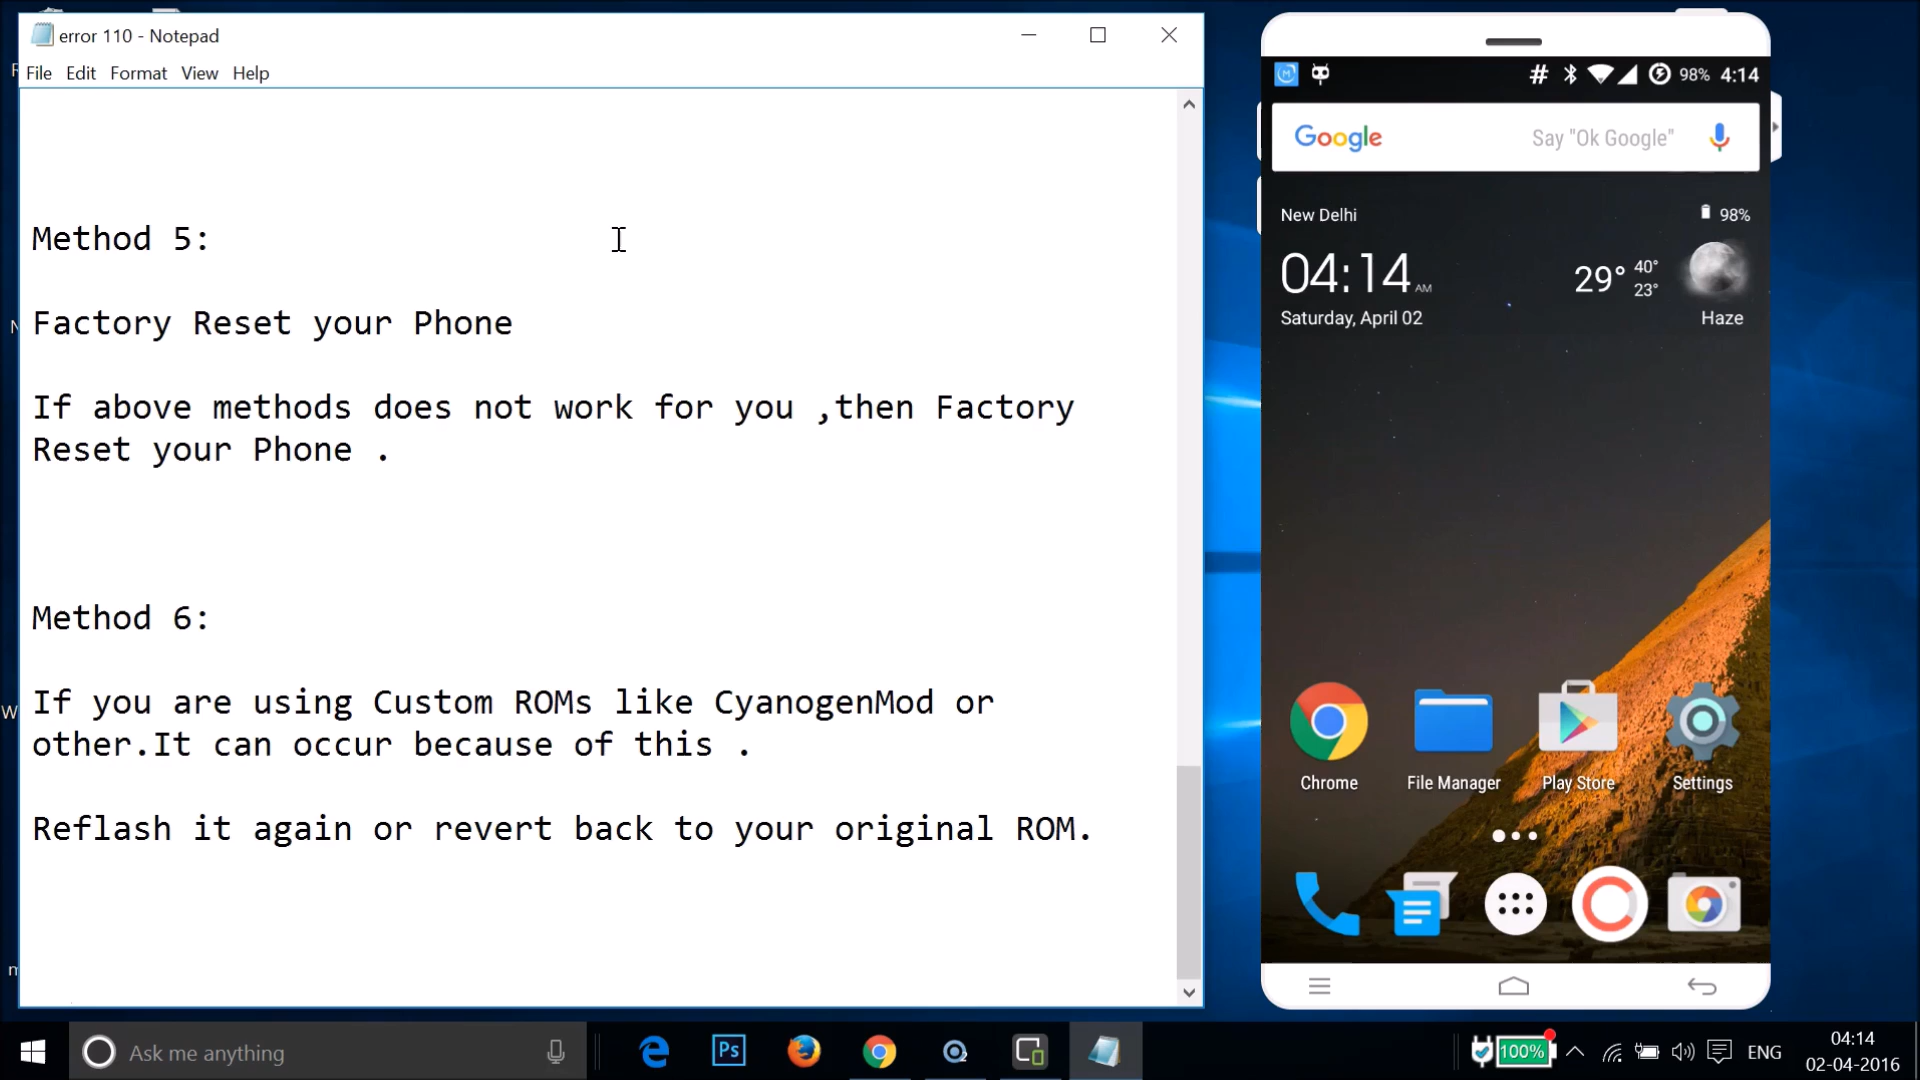 error 110 - Notepad
File Edit Format View Help
Method 5:
Factory Reset your Phone
If above methods does not work for you ,then Factory
Reset your Phone .
Method 6:
If you are using Custom ROMs like CyanogenMod or
other.It can occur because of this .
Reflash it again or revert back to your original ROM.
98% 4:14
Google Say "Ok Google"
New Delhi 98%
04:14 AM 29° 40° 23°
Saturday, April 02 Haze
Chrome File Manager Play Store Settings
Ask me anything
Ps
100%
ENG
04:14
02-04-2016